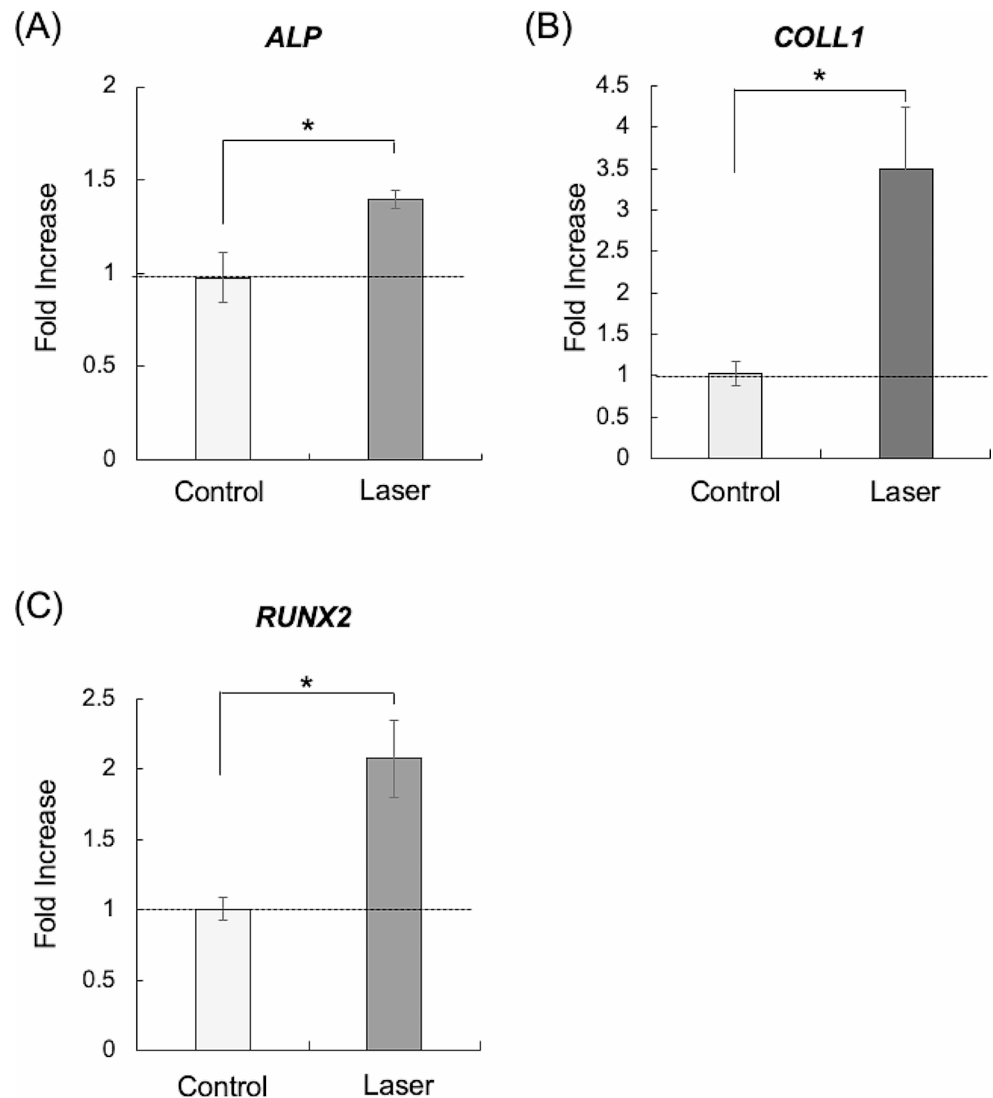 (A)
ALP
2
1.5
1
0.5
0
Fold Increase
*
Control
Laser
(B)
COLL1
4.5
4
3.5
3
2.5
2
1.5
1
0.5
0
Fold Increase
*
Control
Laser
(C)
RUNX2
2.5
2
1.5
1
0.5
0
Fold Increase
*
Control
Laser